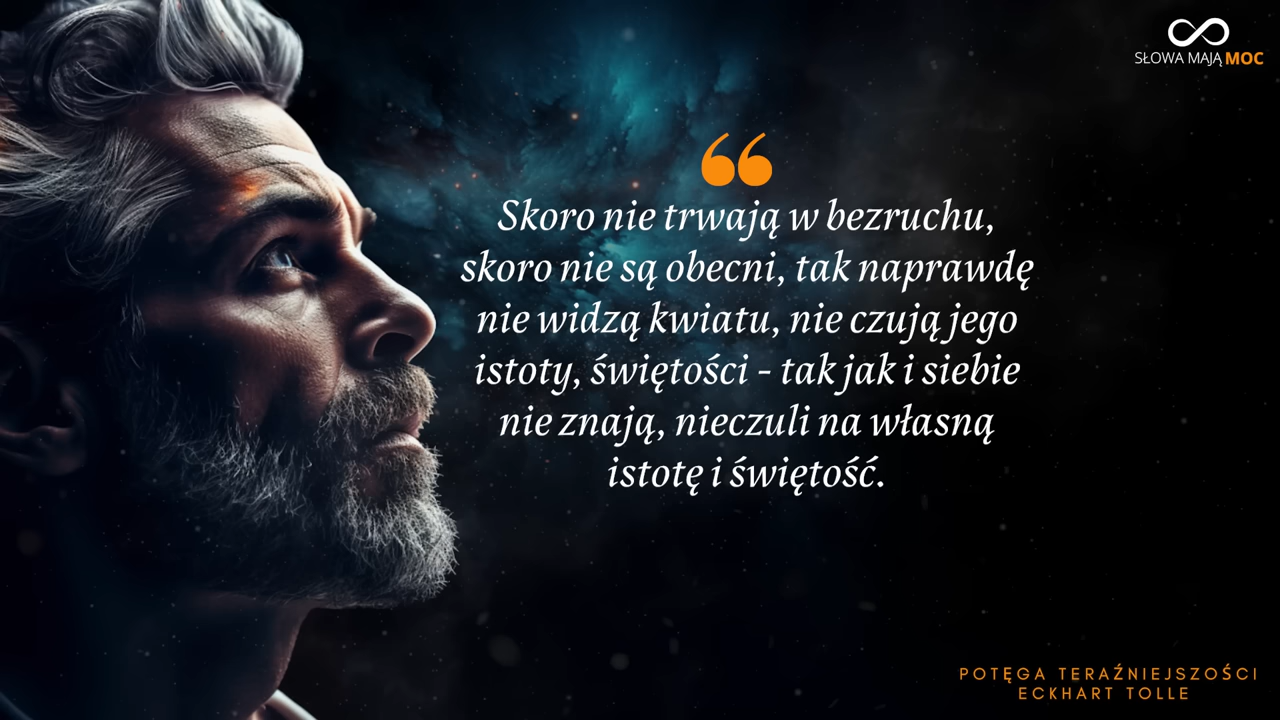 SŁOWA MAJĄ MOC
“
Skoro nie trwają w bezruchu,
skoro nie są obecni, tak naprawdę
nie widzą kwiatu, nie czują jego
istoty, świętości - tak jak i siebie
nie znają, nieczuli na własną
istotę i świętość.
POTĘGA TERAŹNIEJSZOŚCI
ECKHART TOLLE